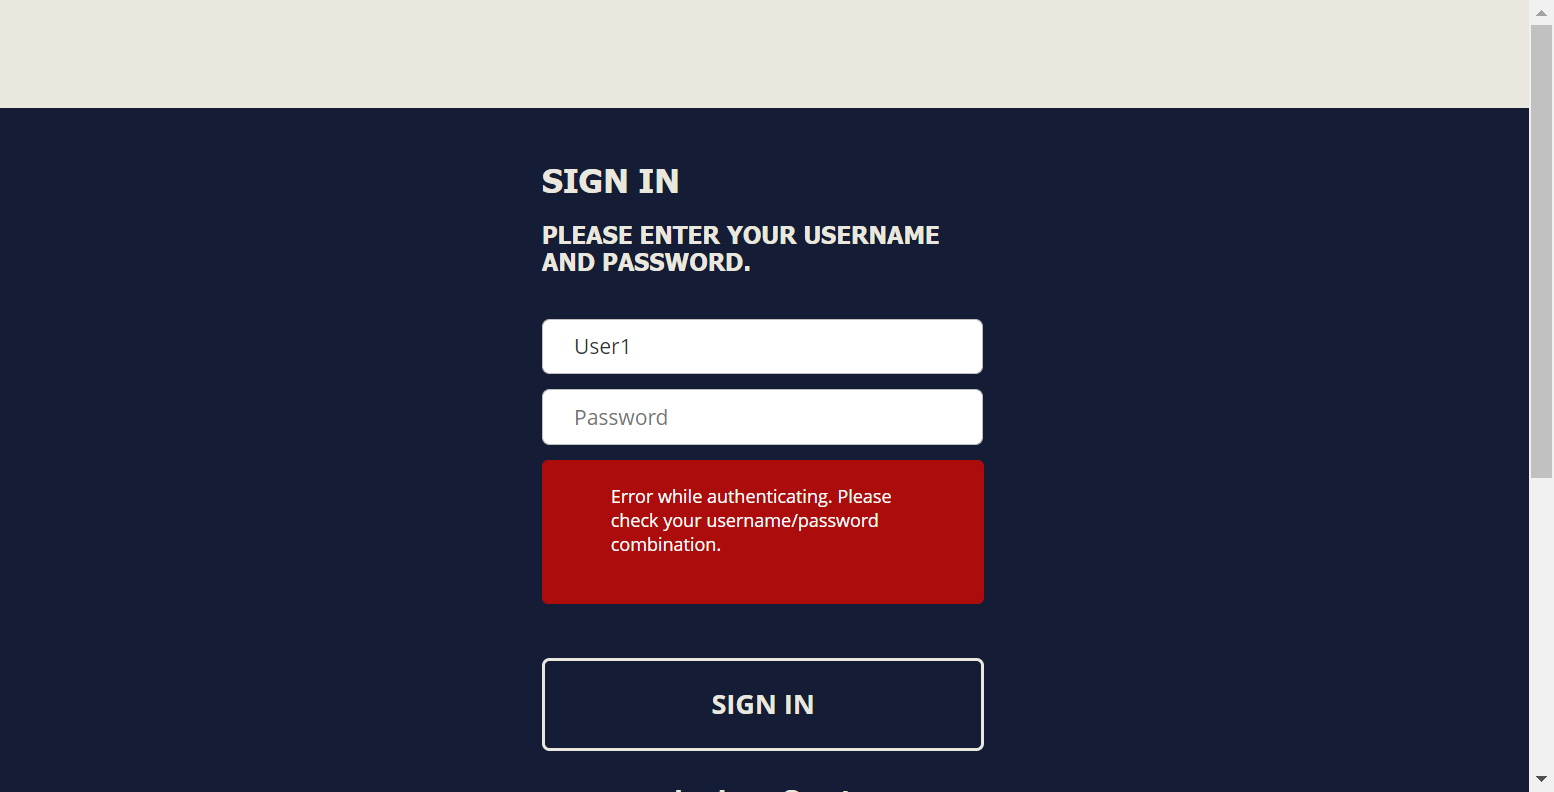 SIGN IN
PLEASE ENTER YOUR USERNAME
AND PASSWORD.
User1
Password
Error while authenticating. Please
check your username/password
combination.
SIGN IN